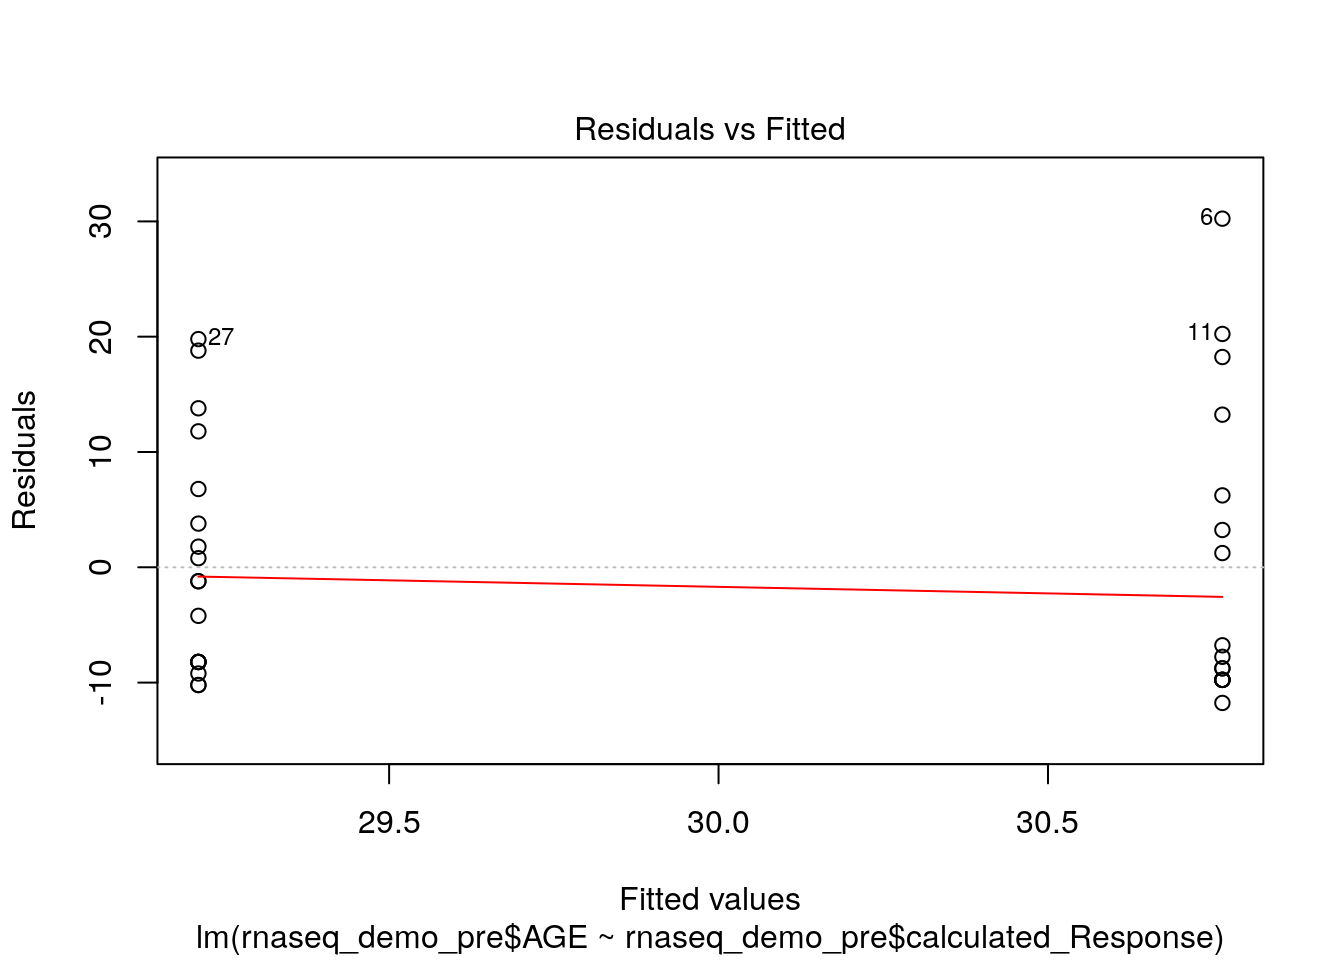 Residuals vs Fitted
Residuals
30
20
10
0
-10
6
11
27
29.5
30.0
30.5
Fitted values
lm(rnaseq_demo_pre$AGE ~ rnaseq_demo_pre$calculated_Response)